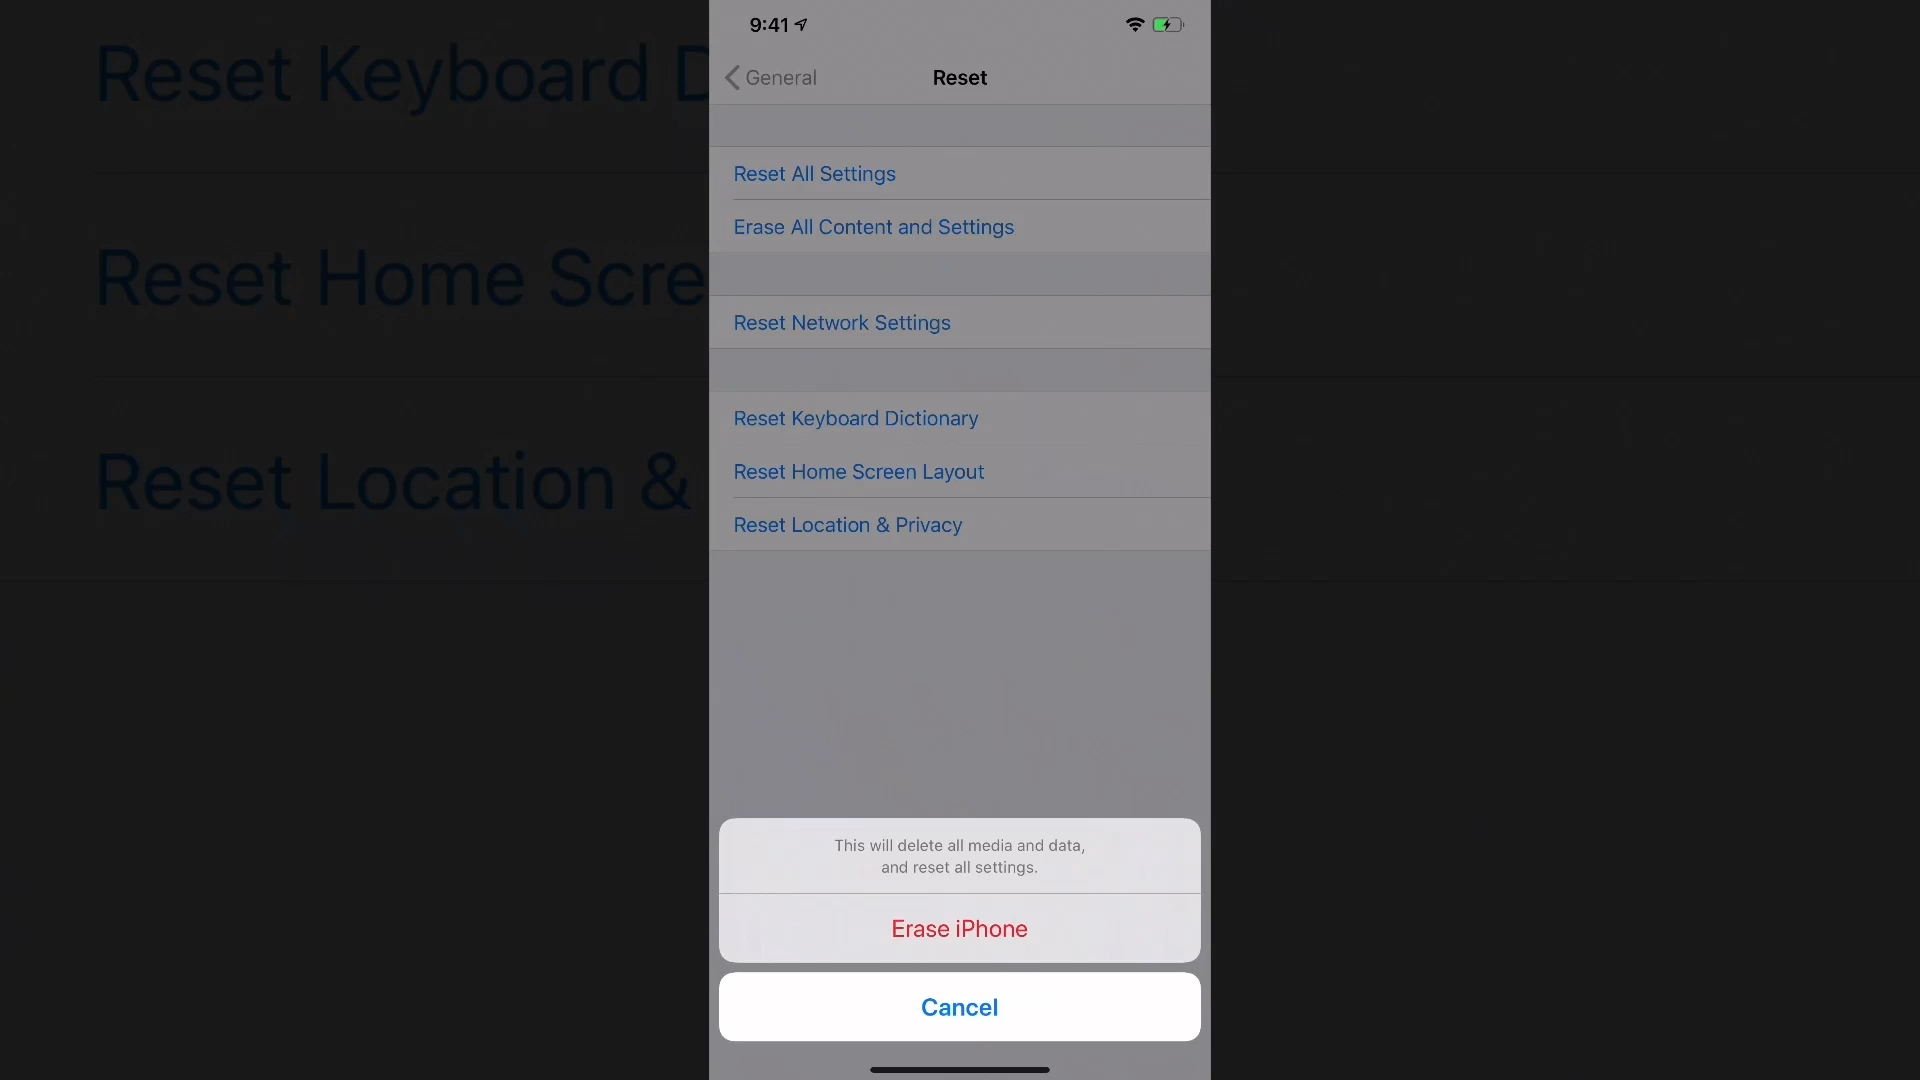 9:41
General
Reset
Reset All Settings
Erase All Content and Settings
Reset Network Settings
Reset Keyboard Dictionary
Reset Home Screen Layout
Reset Location & Privacy
This will delete all media and data,
and reset all settings.
Erase iPhone
Cancel
Reset Keyboard D
Reset Home Scre
Reset Location &